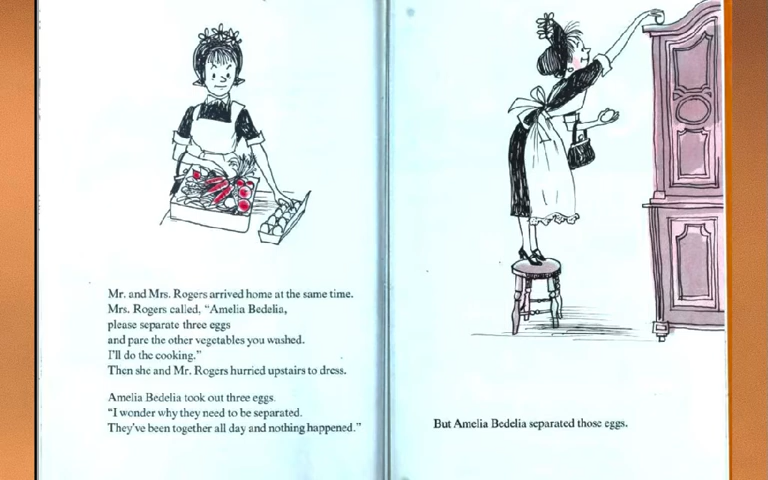 Mr. and Mrs. Rogers arrived home at the same time.
Mrs. Rogers called, “Amelia Bedelia,
please separate three eggs
and pare the other vegetables you washed.
I'll do the cooking.”
Then she and Mr. Rogers hurried upstairs to dress.
Amelia Bedelia took out three eggs.
“I wonder why they need to be separated.
They've been together all day and nothing happened.”
But Amelia Bedelia separated those eggs.